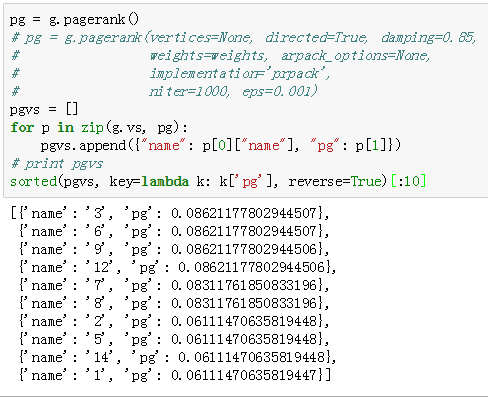 pg = g.pagerank()
# pg = g.pagerank(vertices=None, directed=True, damping=0.85,
#                 weights=weights, arpack_options=None,
#                 implementation='prpack',
#                 niter=1000, eps=0.001)
pgvs = []
for p in zip(g.vs, pg):
    pgvs.append({"name": p[0]["name"], "pg": p[1]})
# print pgvs
sorted(pgvs, key=lambda k: k['pg'], reverse=True)[:10]
[{'name': '3', 'pg': 0.08621177802944507},
 {'name': '6', 'pg': 0.08621177802944507},
 {'name': '9', 'pg': 0.08621177802944506},
 {'name': '12', 'pg': 0.08621177802944506},
 {'name': '7', 'pg': 0.08311761850833196},
 {'name': '8', 'pg': 0.08311761850833196},
 {'name': '2', 'pg': 0.06111470635819448},
 {'name': '5', 'pg': 0.06111470635819448},
 {'name': '14', 'pg': 0.06111470635819448},
 {'name': '1', 'pg': 0.06111470635819447}]